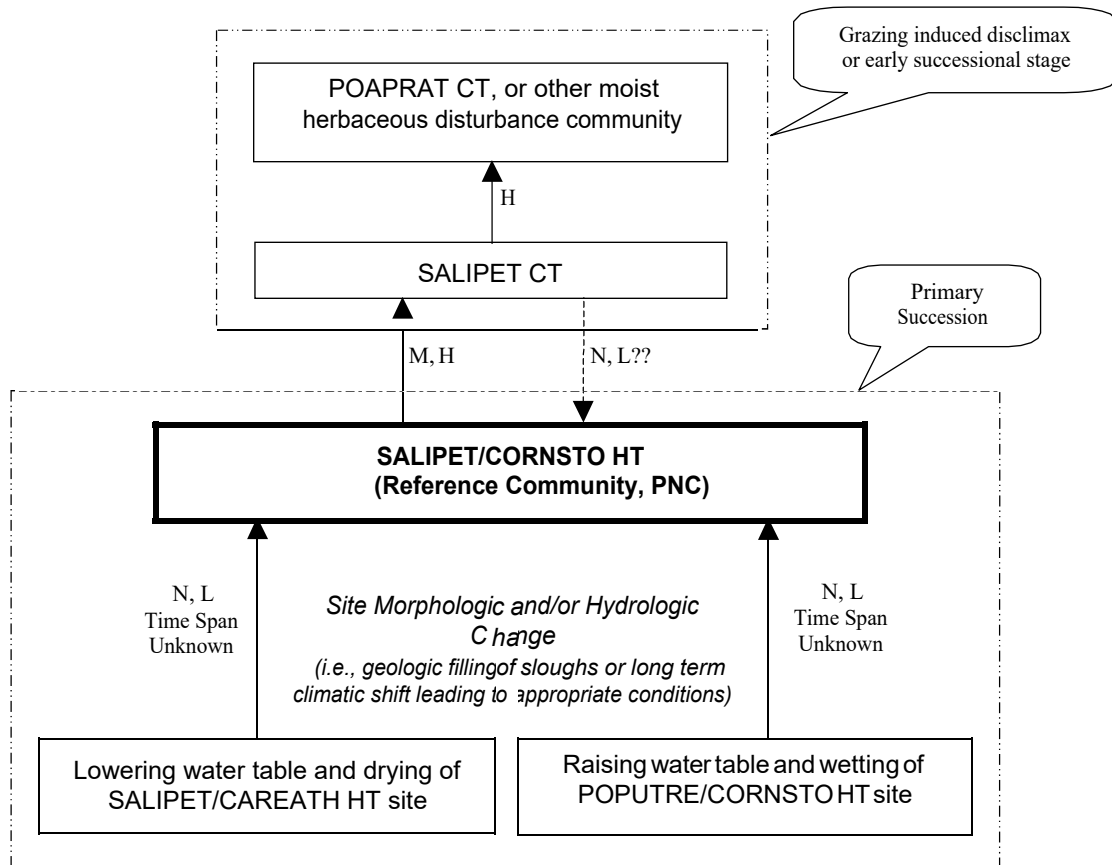 Grazing induced disclimax
or early successional stage
POAPRAT CT, or other moist
herbaceous disturbance community
H
SALIPET CT
Primary
Succession
M, H
N, L??
SALIPET/CORNSTO HT
(Reference Community, PNC)
N, L
Time Span
Unknown
Site Morphologic and/or Hydrologic
Change
(i.e., geologic fillingof sloughs or long term
climatic shift leading to appropriate conditions)
N, L
Time Span
Unknown
Lowering water table and drying of
SALIPET/CAREATH HT site
Raising water table and wetting of
POPUTRE/CORNSTO HT site